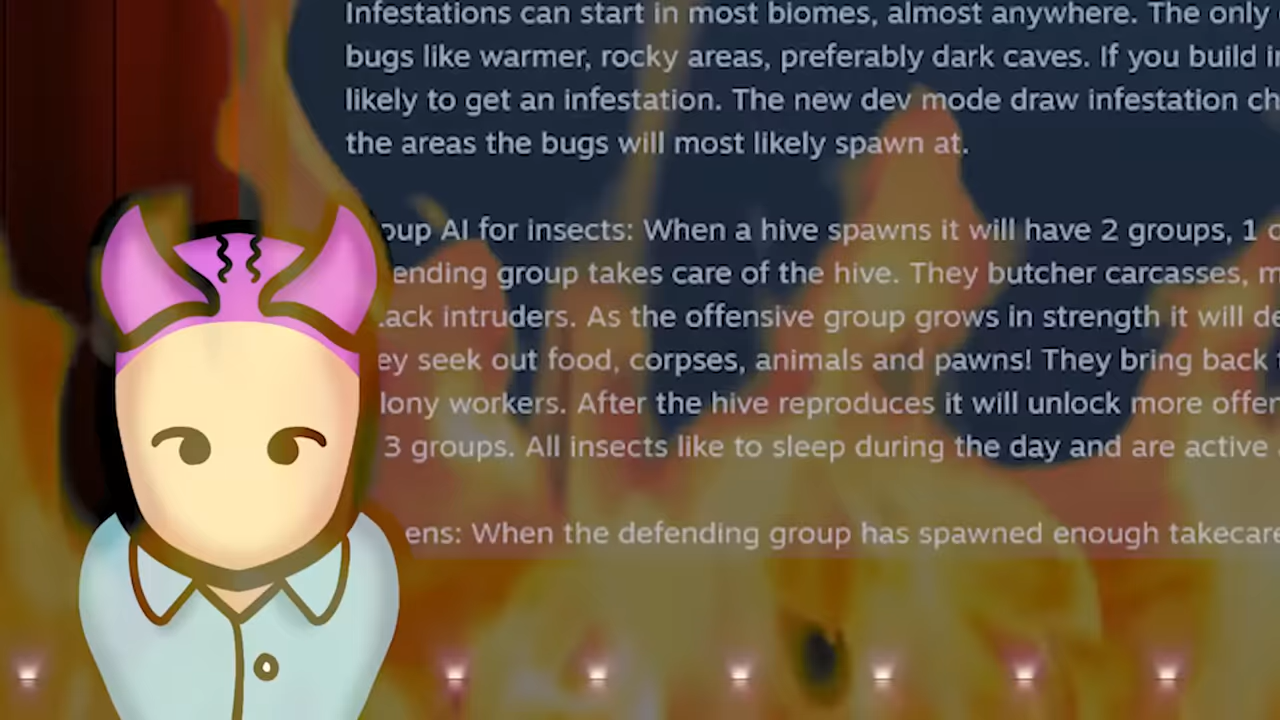 Infestations can start in most biomes, almost anywhere. The only
bugs like warmer, rocky areas, preferably dark caves. If you build
likely to get an infestation. The new dev mode draw infestation
the areas the bugs will most likely spawn at.
oup AI for insects: When a hive spawns it will have 2 groups, 1
ending group takes care of the hive. They butcher carcasses,
ack intruders. As the offensive group grows in strength it will
ey seek out food, corpses, animals and pawns! They bring back
lony workers. After the hive reproduces it will unlock more
3 groups. All insects like to sleep during the day and are active
ens: When the defending group has spawned enough takecare